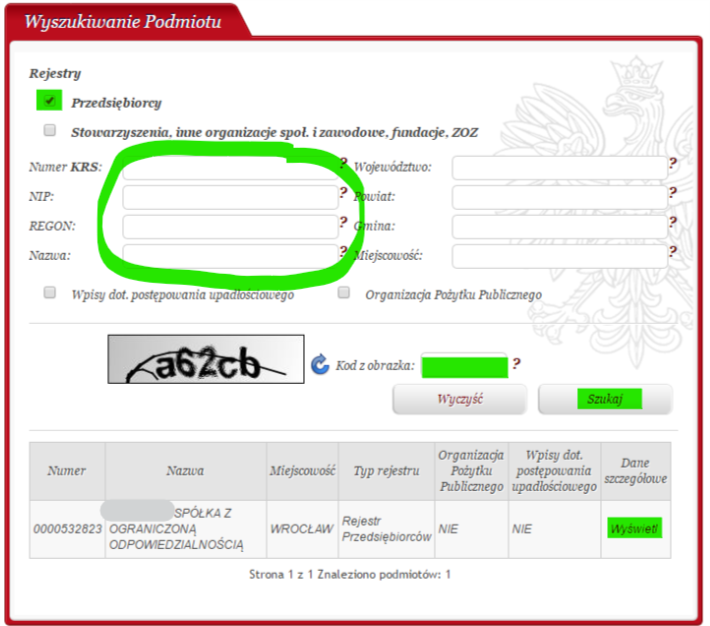 Wyszukiwanie Podmiotu
Rejestry
Przedsiębiorcy
Stowarzyszenia, inne organizacje społ. i zawodowe, fundacje, ZOZ
Numer KRS: ? Województwo: ?
NIP: ? Powiat: ?
REGON: ? Gmina: ?
Nazwa: ? Miejscowość: ?
Wpisy dot. postępowania upadłościowego Organizacja Pożytku Publicznego
a62cb Kod z obrazka: ?
Wyczyść Szukaj
Numer Nazwa Miejscowość Typ rejestru Organizacja Pożytku Publicznego Wpisy dot. postępowania upadłościowego Dane szczegółowe
0000532823 SPÓŁKA Z OGRANICZONĄ ODPOWIEDZIALNOŚCIĄ WROCŁAW Rejestr Przedsiębiorców NIE NIE Wyświetl
Strona 1 z 1 Znaleziono podmiotów: 1